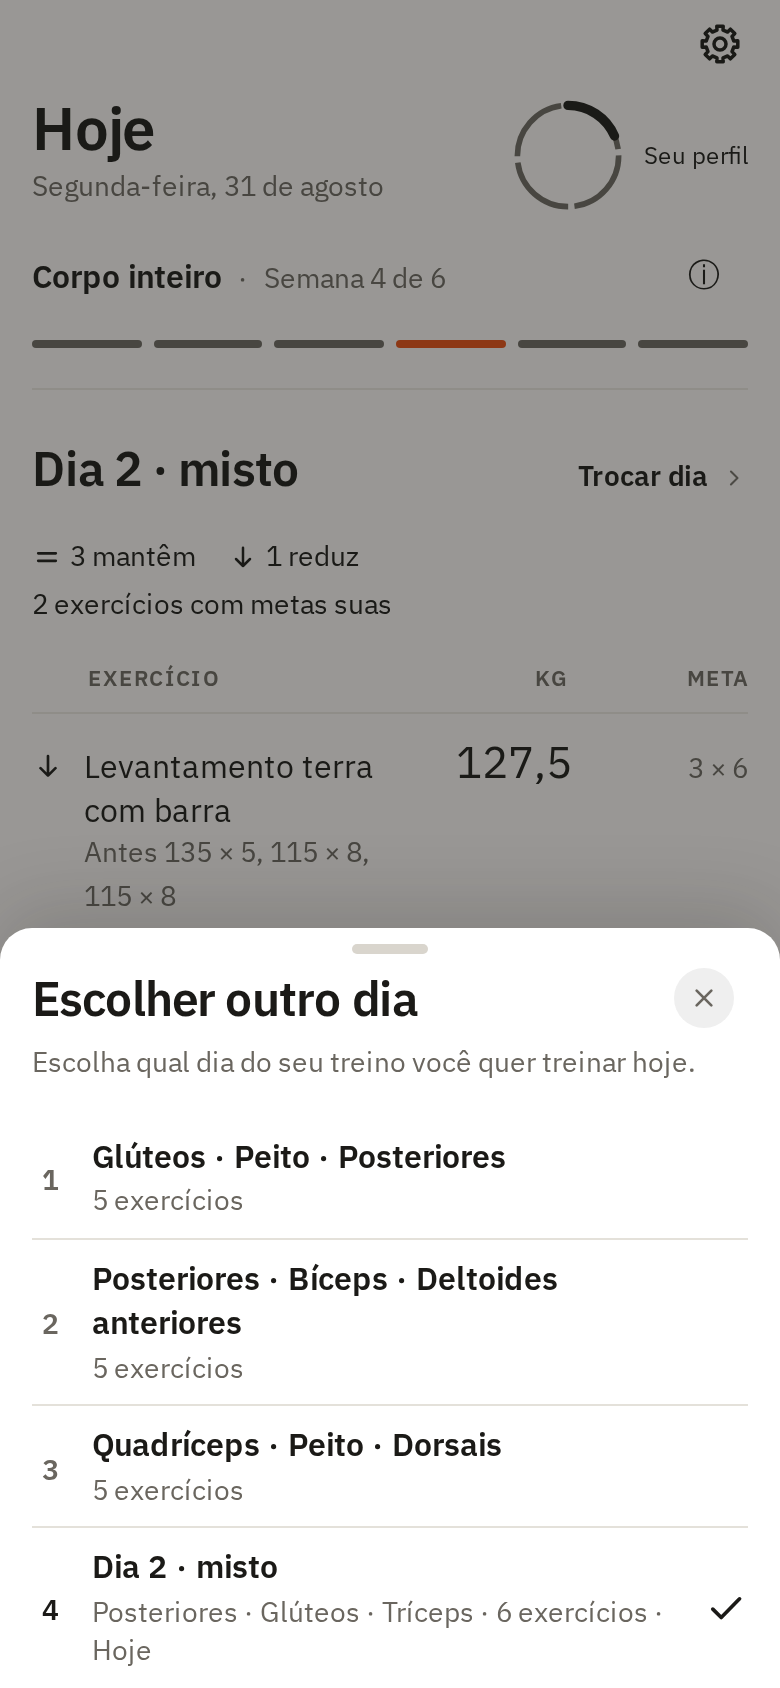 Hoje
Segunda-feira, 31 de agosto
Seu perfil
Corpo inteiro · Semana 4 de 6
Dia 2 · misto
Trocar dia
= 3 mantêm ↓ 1 reduz
2 exercícios com metas suas
EXERCÍCIO KG META
↓ Levantamento terra 127,5 3 × 6
com barra
Antes 135 × 5, 115 × 8,
115 × 8
Escolher outro dia
Escolha qual dia do seu treino você quer treinar hoje.
1 Glúteos · Peito · Posteriores
5 exercícios
2 Posteriores · Bíceps · Deltoides
anteriores
5 exercícios
3 Quadríceps · Peito · Dorsais
5 exercícios
4 Dia 2 · misto
Posteriores · Glúteos · Tríceps · 6 exercícios ·
Hoje